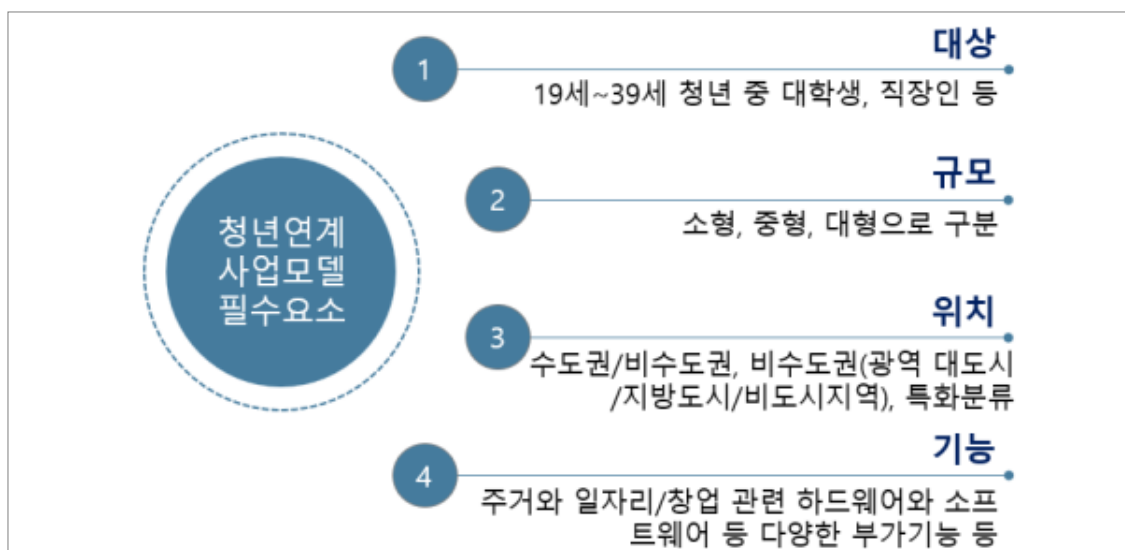 청년연계
사업모델
필수요소
1
대상
19세~39세 청년 중 대학생, 직장인 등
2
규모
소형, 중형, 대형으로 구분
3
위치
수도권/비수도권, 비수도권(광역 대도시
/지방도시/비도시지역), 특화분류
4
기능
주거와 일자리/창업 관련 하드웨어와 소프
트웨어 등 다양한 부가기능 등